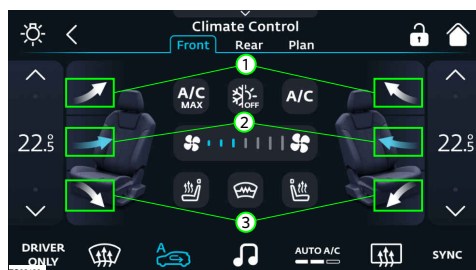 Climate Control
Front Rear Plan
1
A/C MAX
OFF
A/C
2
22.5°
22.5°
3
DRIVER ONLY
A
AUTO A/C
SYNC